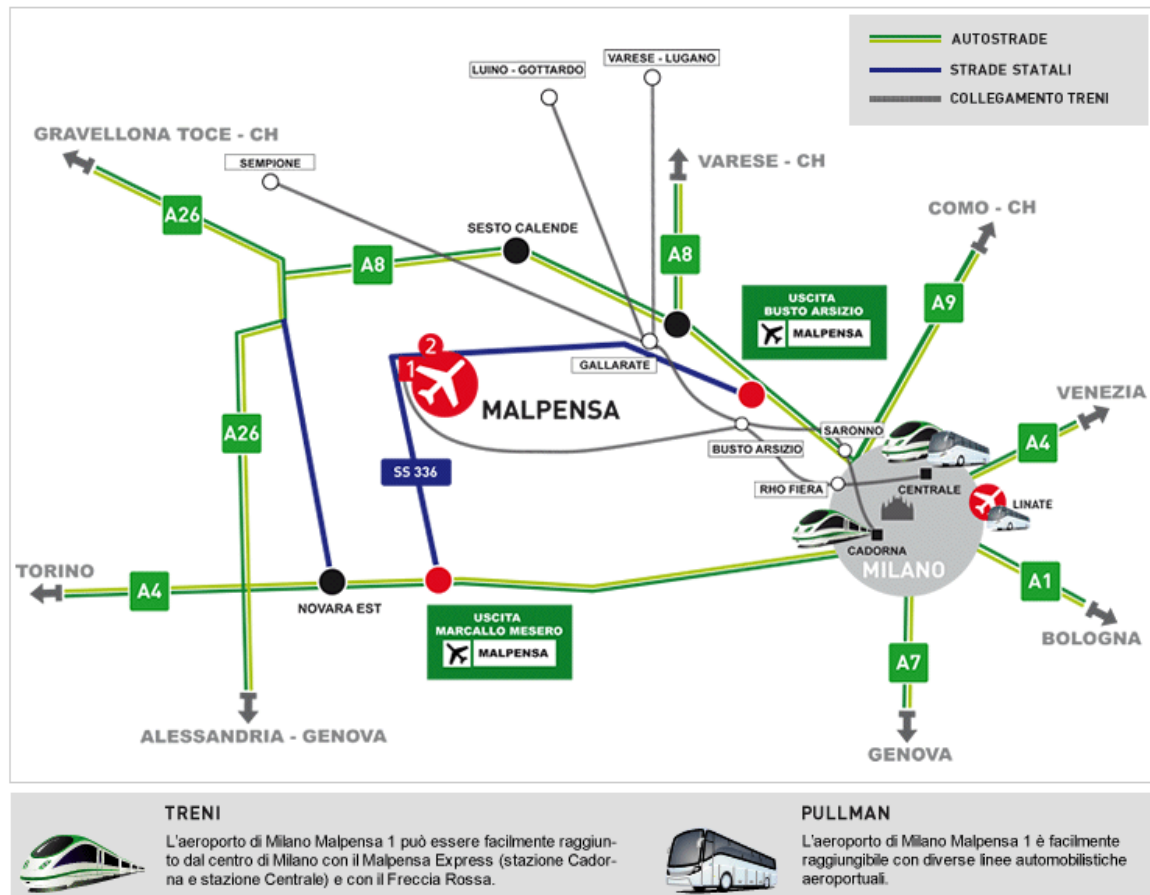 AUTOSTRADE
STRADE STATALI
COLLEGAMENTO TRENI
VARESE - LUGANO
LUINO - GOTTARDO
GRAVELLONA TOCE - CH
SEMPIONE
VARESE - CH
COMO - CH
A26
SESTO CALENDE
A8
A8
A9
USCITA
BUSTO ARSIZIO
MALPENSA
2
1
GALLARATE
MALPENSA
VENEZIA
A26
SARONNO
A4
BUSTO ARSIZIO
SS 336
RHO FIERA
CENTRALE
LINATE
CADORNA
MILANO
TORINO
A4
NOVARA EST
A1
USCITA
MARCALLO MESERO
MALPENSA
BOLOGNA
A7
ALESSANDRIA - GENOVA
GENOVA
TRENI
L'aeroporto di Milano Malpensa 1 può essere facilmente raggiun-
to dal centro di Milano con il Malpensa Express (stazione Cador-
na e stazione Centrale) e con il Freccia Rossa.
PULLMAN
L'aeroporto di Milano Malpensa 1 è facilmente
raggiungibile con diverse linee automobilistiche
aeroportuali.